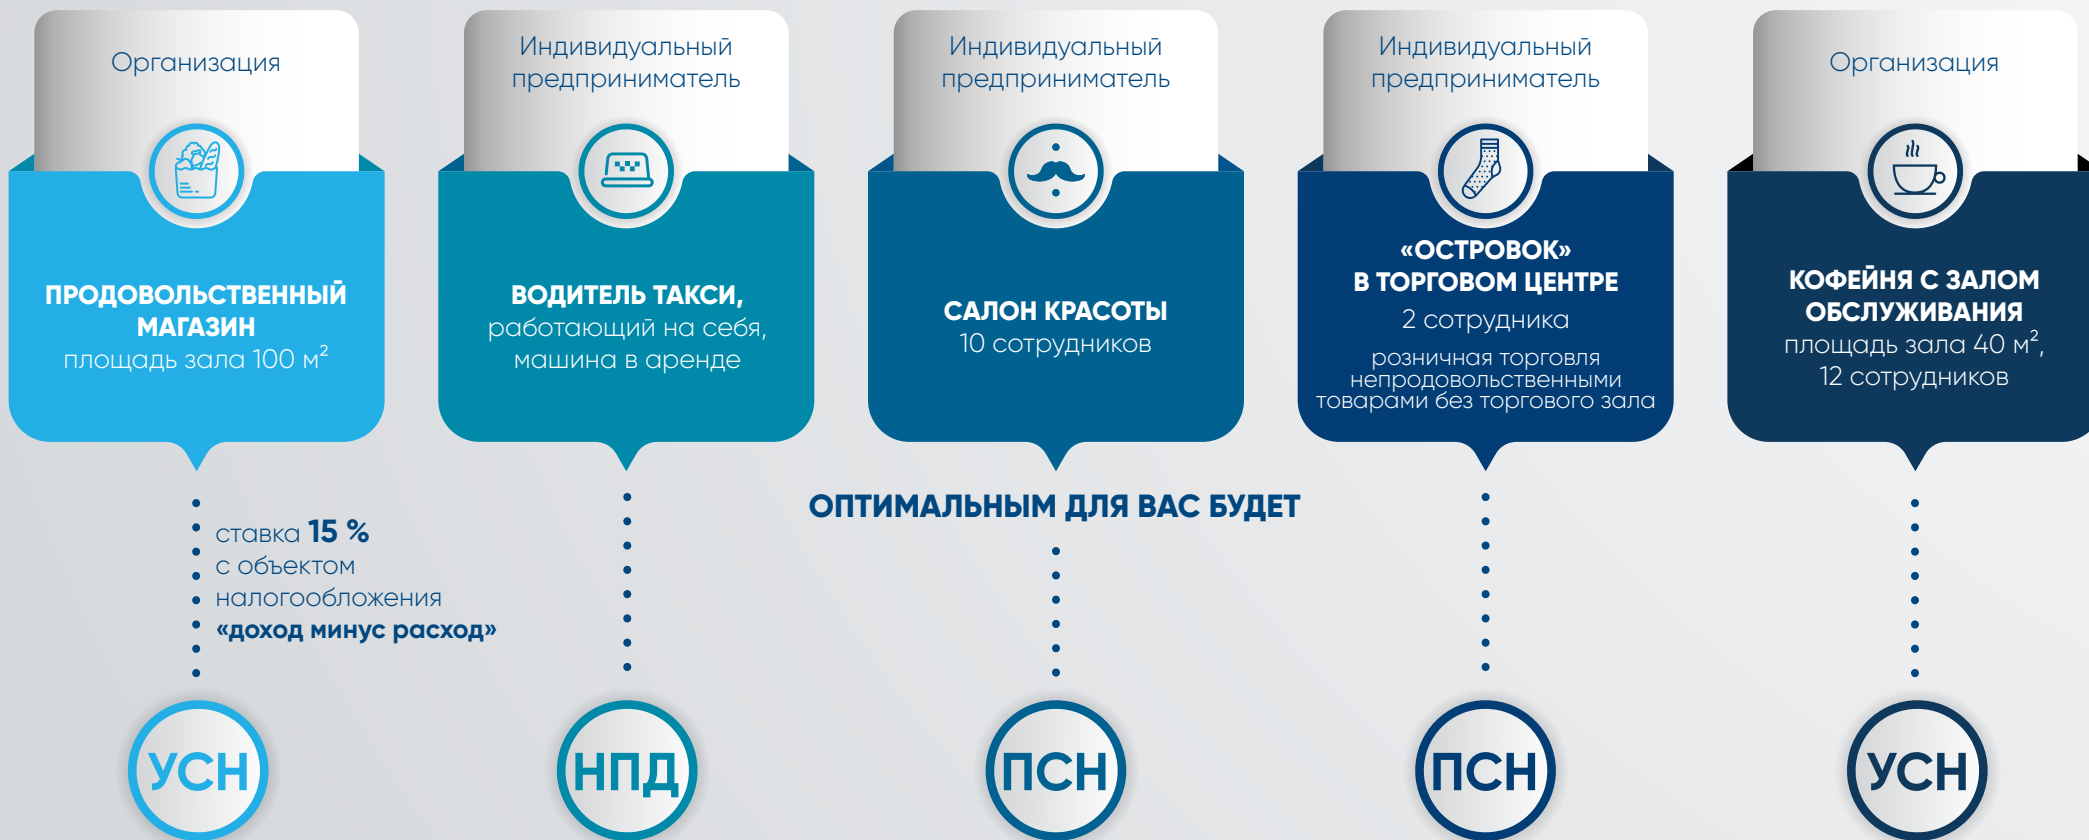 Организация
ПРОДОВОЛЬСТВЕННЫЙ
МАГАЗИН
площадь зала 100 м²
Индивидуальный
предприниматель
ВОДИТЕЛЬ ТАКСИ,
работающий на себя,
машина в аренде
Индивидуальный
предприниматель
САЛОН КРАСОТЫ
10 сотрудников
Индивидуальный
предприниматель
«ОСТРОВОК»
В ТОРГОВОМ ЦЕНТРЕ
2 сотрудника
розничная торговля
непродовольственными
товарами без торгового зала
Организация
КОФЕЙНЯ С ЗАЛОМ
ОБСЛУЖИВАНИЯ
площадь зала 40 м²,
12 сотрудников
ОПТИМАЛЬНЫМ ДЛЯ ВАС БУДЕТ
ставка 15 %
с объектом
налогообложения
«доход минус расход»
УСН
НПД
ПСН
ПСН
УСН